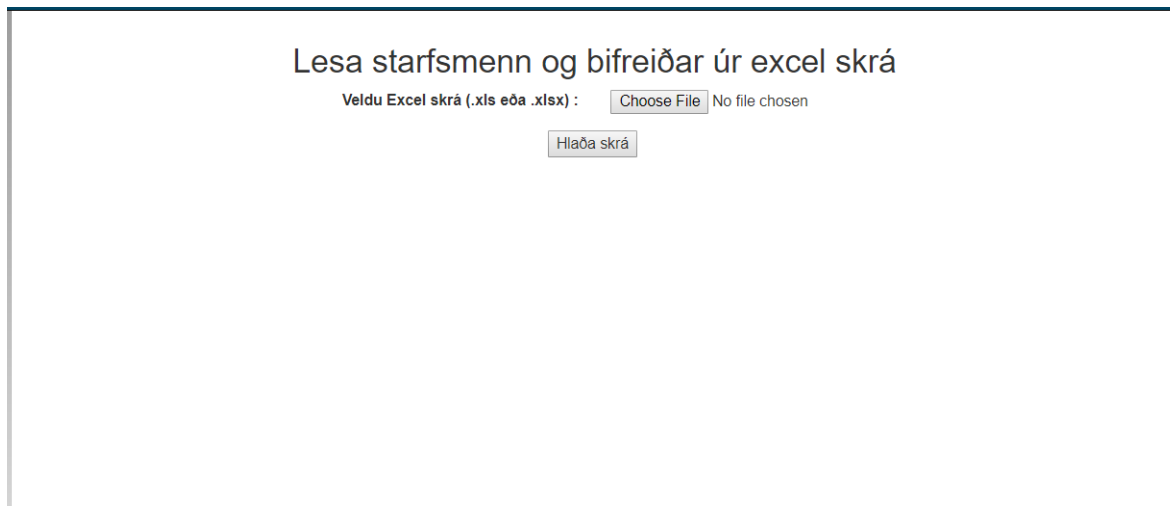 Lesa starfsmenn og bifreiðar úr excel skrá
Veldu Excel skrá (.xls eða .xlsx) : Choose File No file chosen
Hlaða skrá